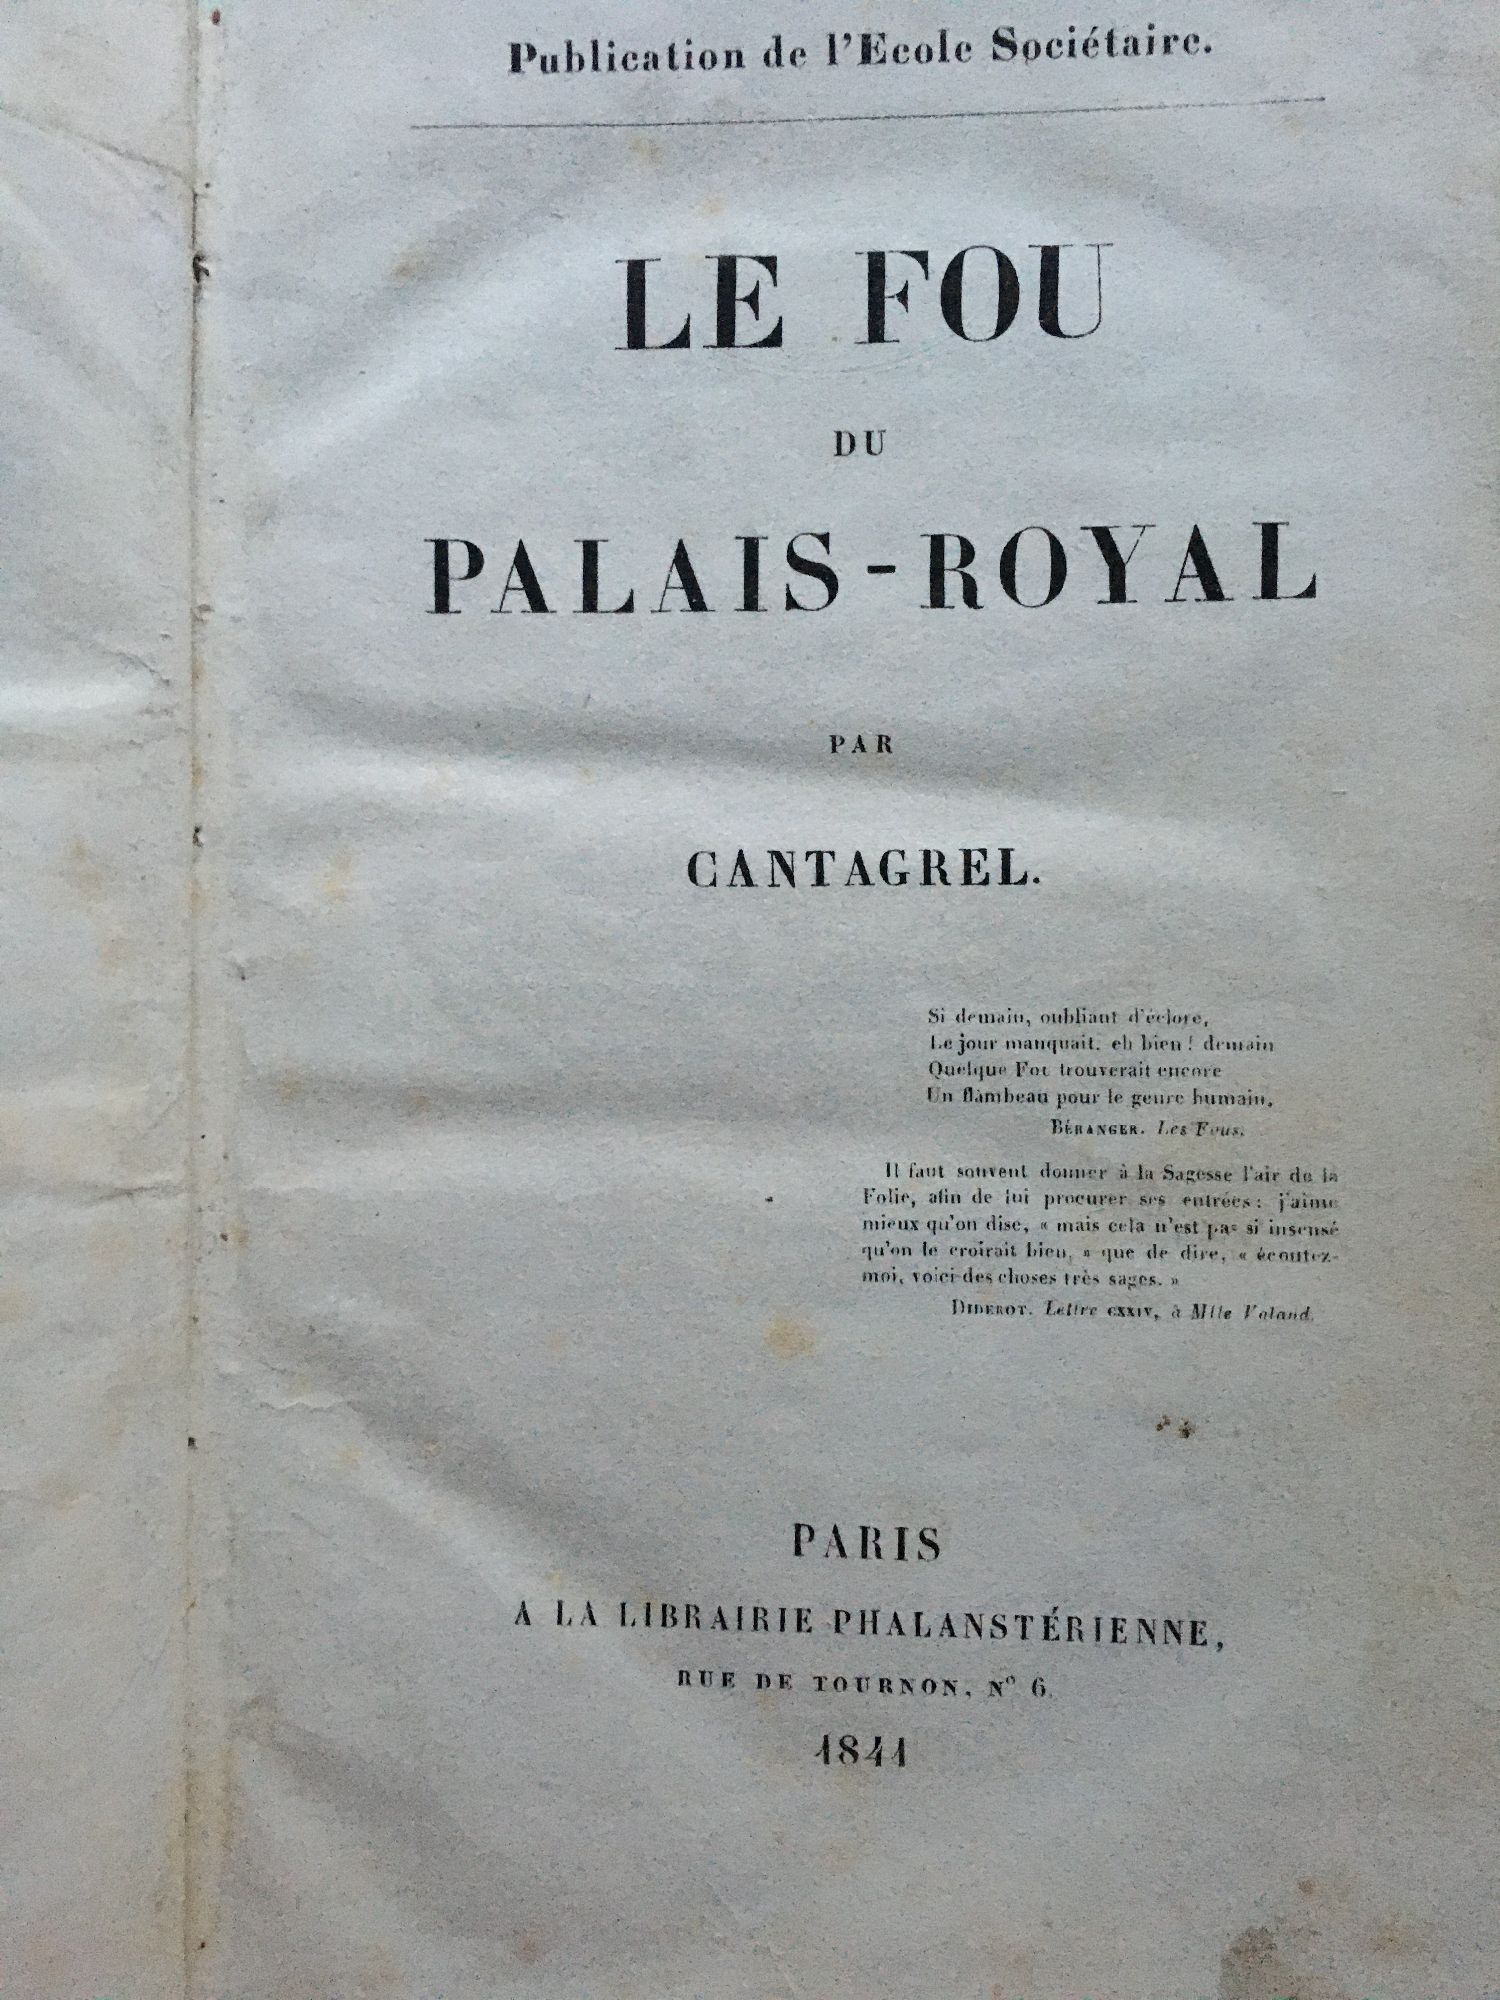 Publication de l'Ecole Sociétaire.
LE FOU
DU
PALAIS-ROYAL
PAR
CANTAGREL.
Si demain, oubliant d'éclore,
Le jour manquait, eh bien ! demain
Quelque Fou trouverait encore
Un flambeau pour le genre humain.
BÉRANGER. Les Fous.
Il faut souvent donner à la Sagesse l'air de la
Folie, afin de lui procurer ses entrées : j'aime
mieux qu'on dise, « mais cela n'est pas si insensé
qu'on le croirait bien, » que de dire, « écoutez-
moi, voici des choses très sages. »
DIDEROT. Lettre CXXIV, à Mlle Voland.
PARIS
A LA LIBRAIRIE PHALANSTÉRIENNE,
RUE DE TOURNON, N° 6.
1841